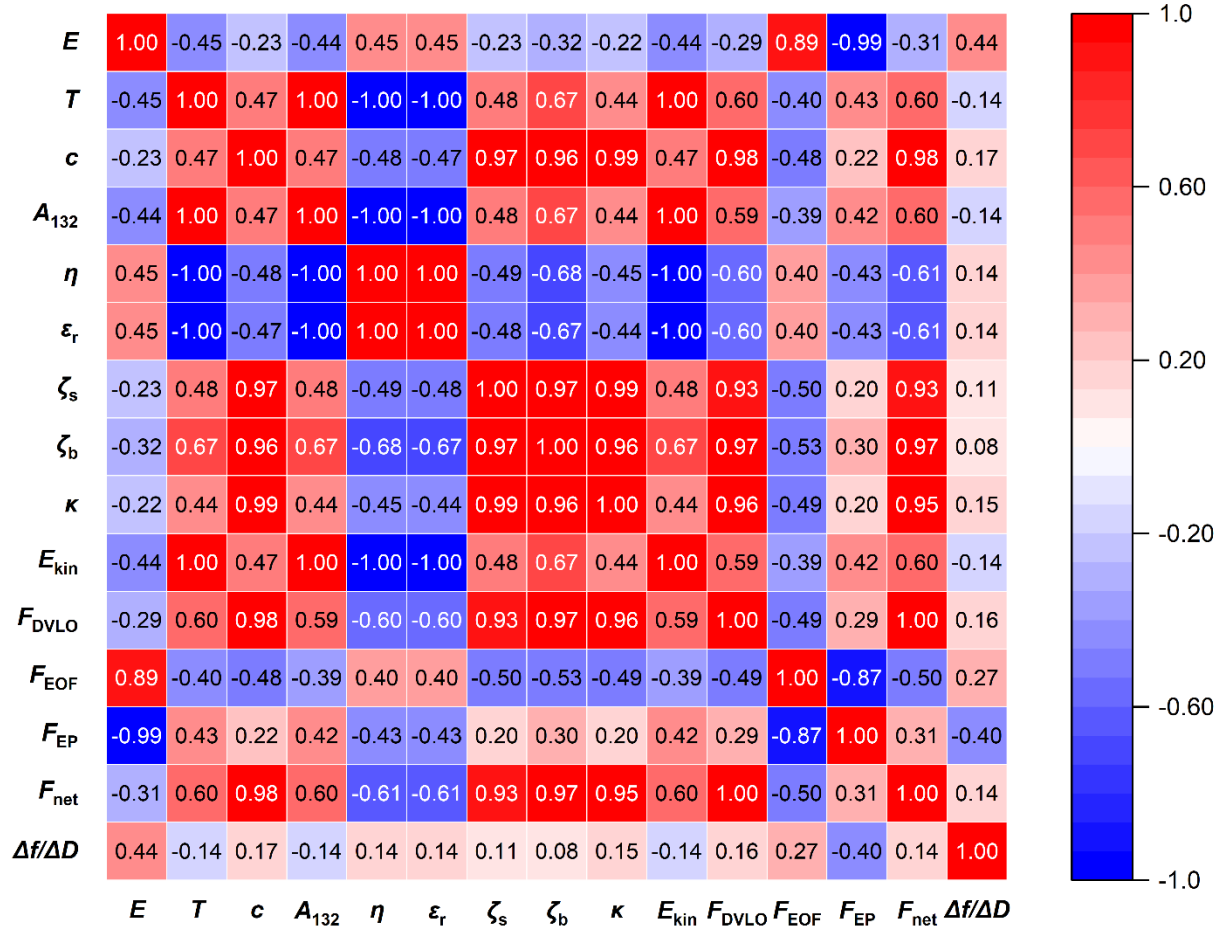 E 1.00 -0.45 -0.23 -0.44 0.45 0.45 -0.23 -0.32 -0.22 -0.44 -0.29 0.89 -0.99 -0.31 0.44
T -0.45 1.00 0.47 1.00 -1.00 -1.00 0.48 0.67 0.44 1.00 0.60 -0.40 0.43 0.60 -0.14
c -0.23 0.47 1.00 0.47 -0.48 -0.47 0.97 0.96 0.99 0.47 0.98 -0.48 0.22 0.98 0.17
A132 -0.44 1.00 0.47 1.00 -1.00 -1.00 0.48 0.67 0.44 1.00 0.59 -0.39 0.42 0.60 -0.14
η 0.45 -1.00 -0.48 -1.00 1.00 1.00 -0.49 -0.68 -0.45 -1.00 -0.60 0.40 -0.43 -0.61 0.14
εr 0.45 -1.00 -0.47 -1.00 1.00 1.00 -0.48 -0.67 -0.44 -1.00 -0.60 0.40 -0.43 -0.61 0.14
ζs -0.23 0.48 0.97 0.48 -0.49 -0.48 1.00 0.97 0.99 0.48 0.93 -0.50 0.20 0.93 0.11
ζb -0.32 0.67 0.96 0.67 -0.68 -0.67 0.97 1.00 0.96 0.67 0.97 -0.53 0.30 0.97 0.08
κ -0.22 0.44 0.99 0.44 -0.45 -0.44 0.99 0.96 1.00 0.44 0.96 -0.49 0.20 0.95 0.15
Ekin -0.44 1.00 0.47 1.00 -1.00 -1.00 0.48 0.67 0.44 1.00 0.59 -0.39 0.42 0.60 -0.14
FDVLO -0.29 0.60 0.98 0.59 -0.60 -0.60 0.93 0.97 0.96 0.59 1.00 -0.49 0.29 1.00 0.16
FEOF 0.89 -0.40 -0.48 -0.39 0.40 0.40 -0.50 -0.53 -0.49 -0.39 -0.49 1.00 -0.87 -0.50 0.27
FEP -0.99 0.43 0.22 0.42 -0.43 -0.43 0.20 0.30 0.20 0.42 0.29 -0.87 1.00 0.31 -0.40
Fnet -0.31 0.60 0.98 0.60 -0.61 -0.61 0.93 0.97 0.95 0.60 1.00 -0.50 0.31 1.00 0.14
Δf/ΔD 0.44 -0.14 0.17 -0.14 0.14 0.14 0.11 0.08 0.15 -0.14 0.16 0.27 -0.40 0.14 1.00
E T c A132 η εr ζs ζb κ Ekin FDVLO FEOF FEP Fnet Δf/ΔD
1.0
0.60
0.20
-0.20
-0.60
-1.0